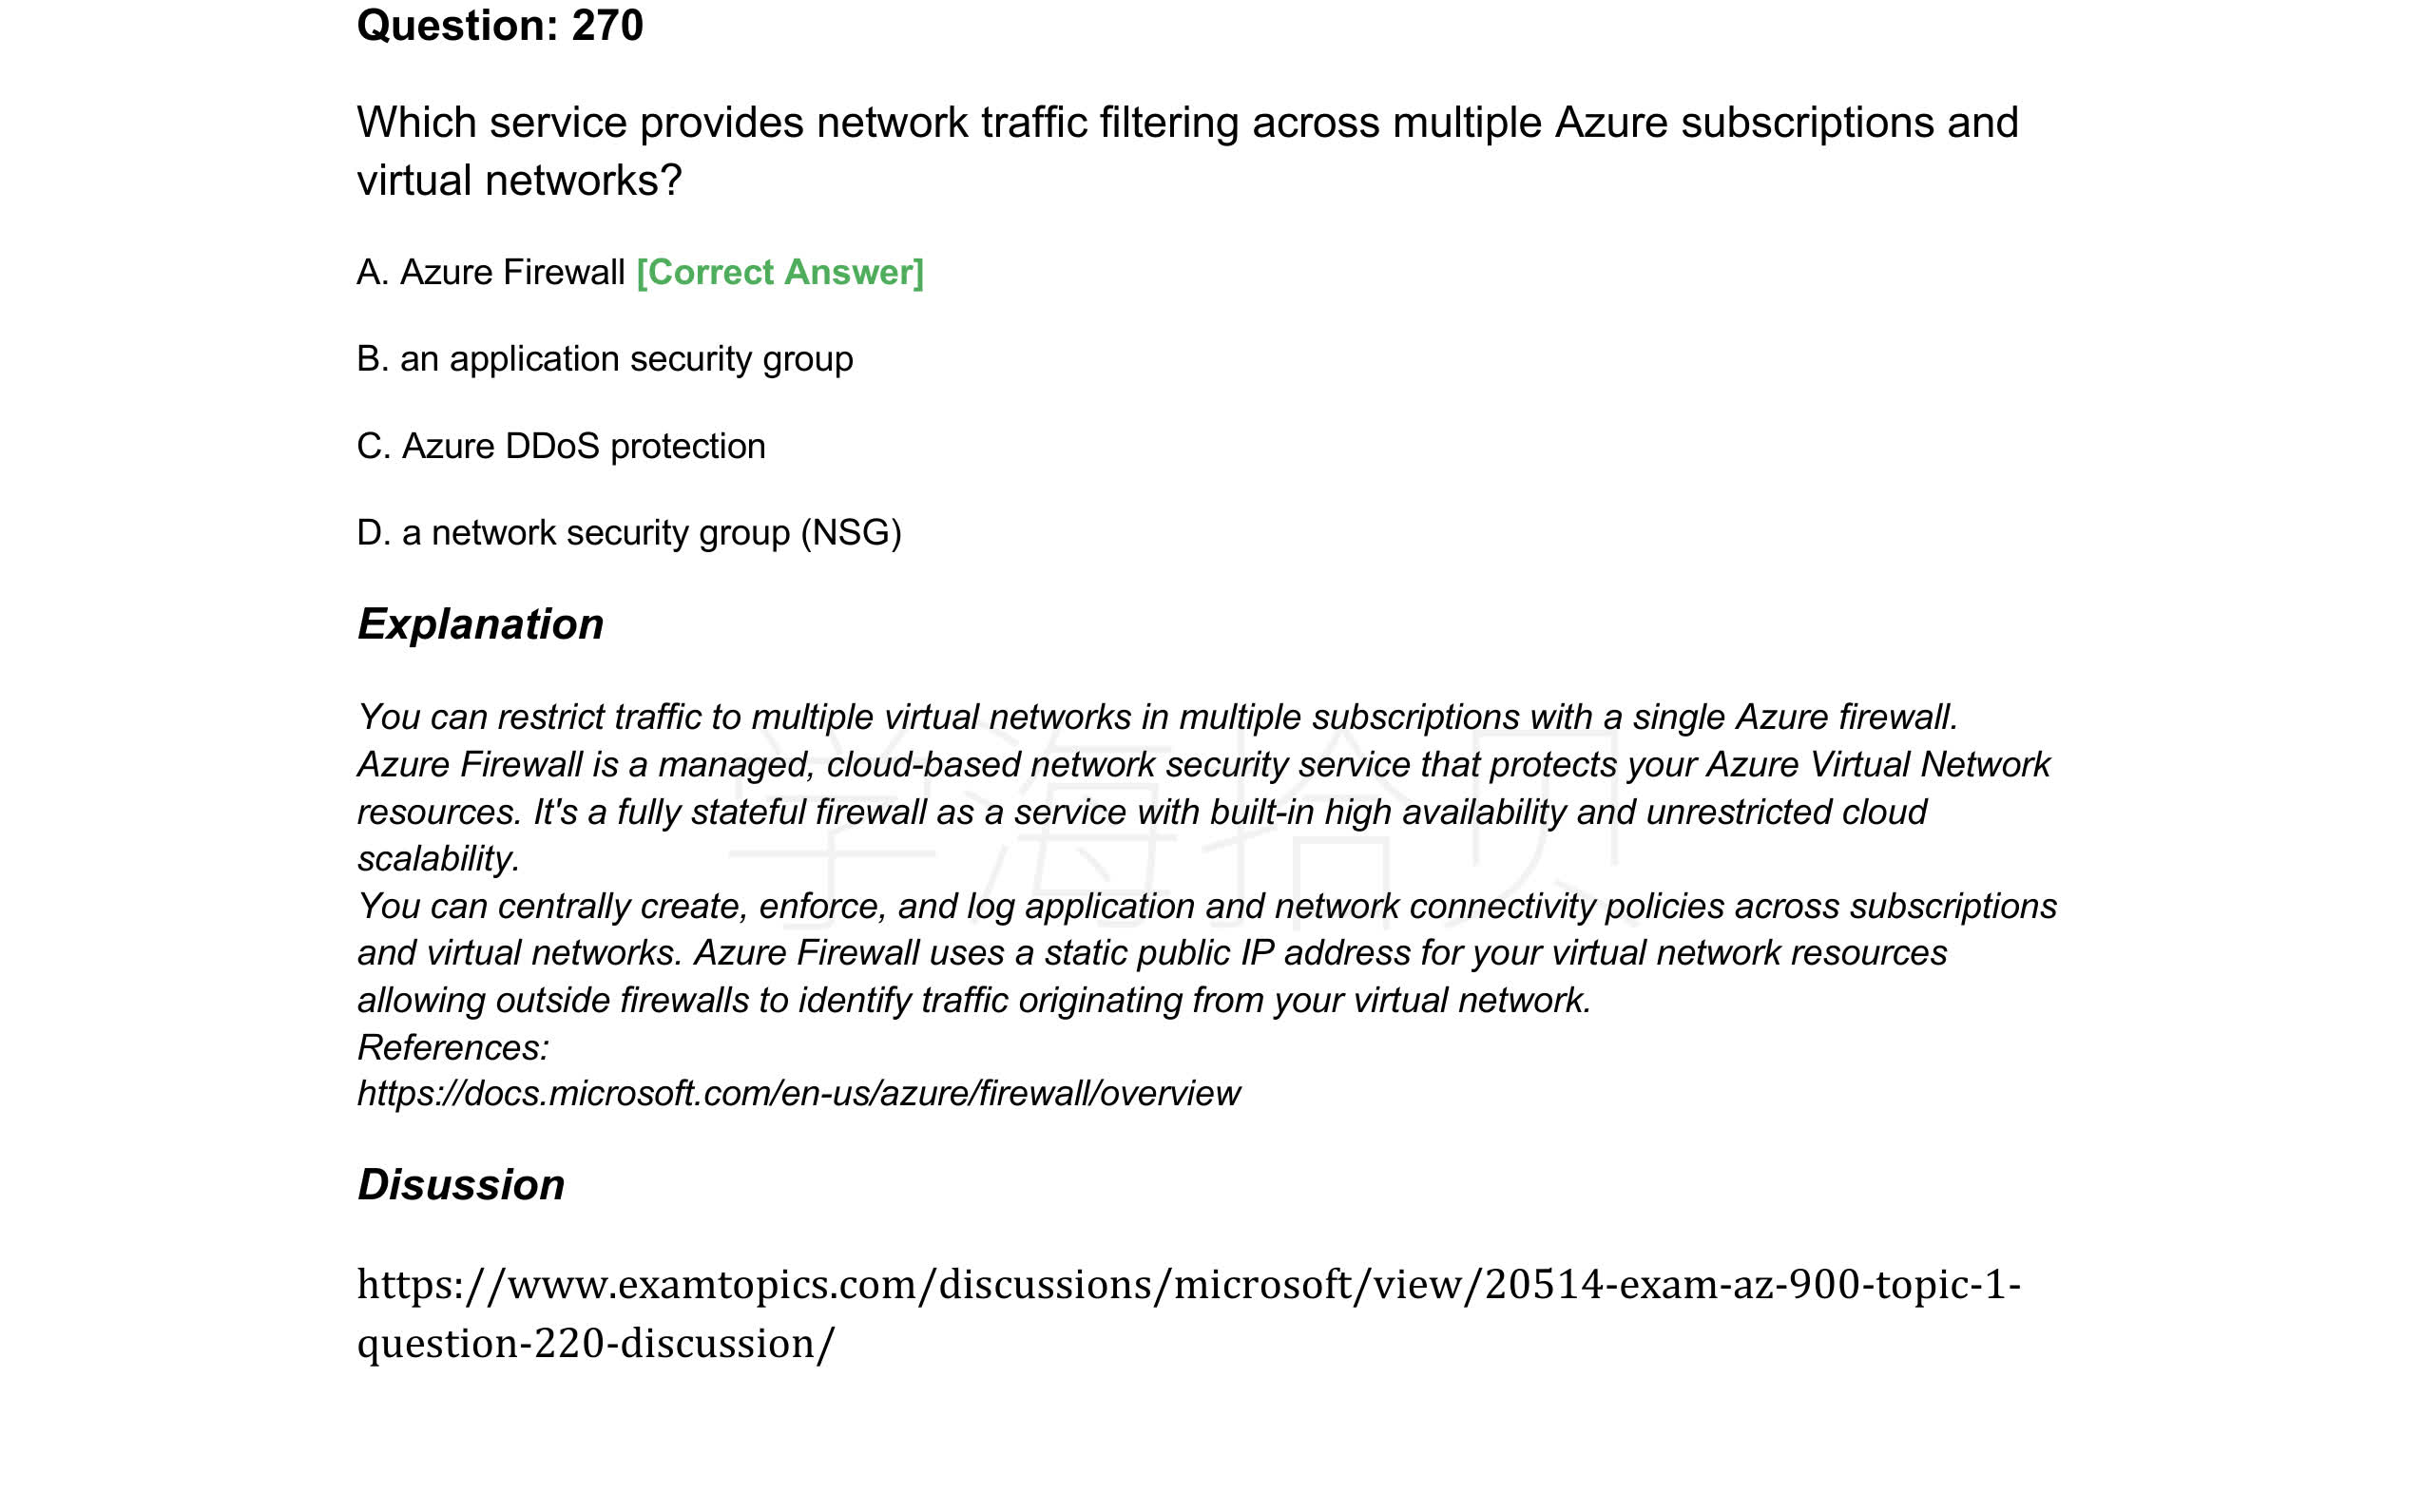 Question: 270
Which service provides network traffic filtering across multiple Azure subscriptions and
virtual networks?
A. Azure Firewall [Correct Answer]
B. an application security group
C. Azure DDoS protection
D. a network security group (NSG)
Explanation
You can restrict traffic to multiple virtual networks in multiple subscriptions with a single Azure firewall.
Azure Firewall is a managed, cloud-based network security service that protects your Azure Virtual Network
resources. It's a fully stateful firewall as a service with built-in high availability and unrestricted cloud
scalability.
学海拾贝
You can centrally create, enforce, and log application and network connectivity policies across subscriptions
and virtual networks. Azure Firewall uses a static public IP address for your virtual network resources
allowing outside firewalls to identify traffic originating from your virtual network.
References:
https://docs.microsoft.com/en-us/azure/firewall/overview
Disussion
https://www.examtopics.com/discussions/microsoft/view/20514-exam-az-900-topic-1-
question-220-discussion/